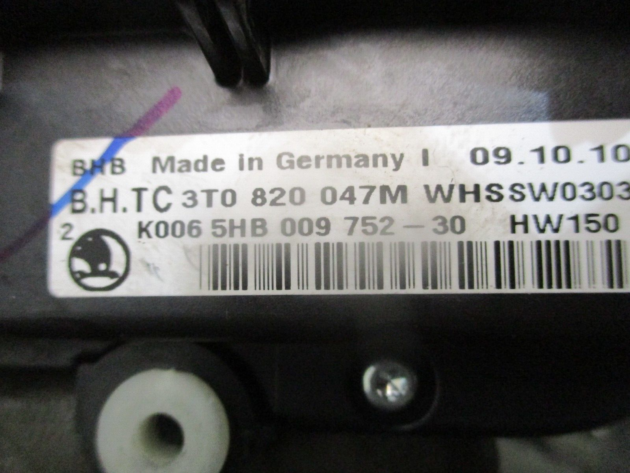 BHB Made in Germany I 09.10.10
B.H.TC 3T0 820 047M WHSSW0303
2 K006 5HB 009 752-30 HW150